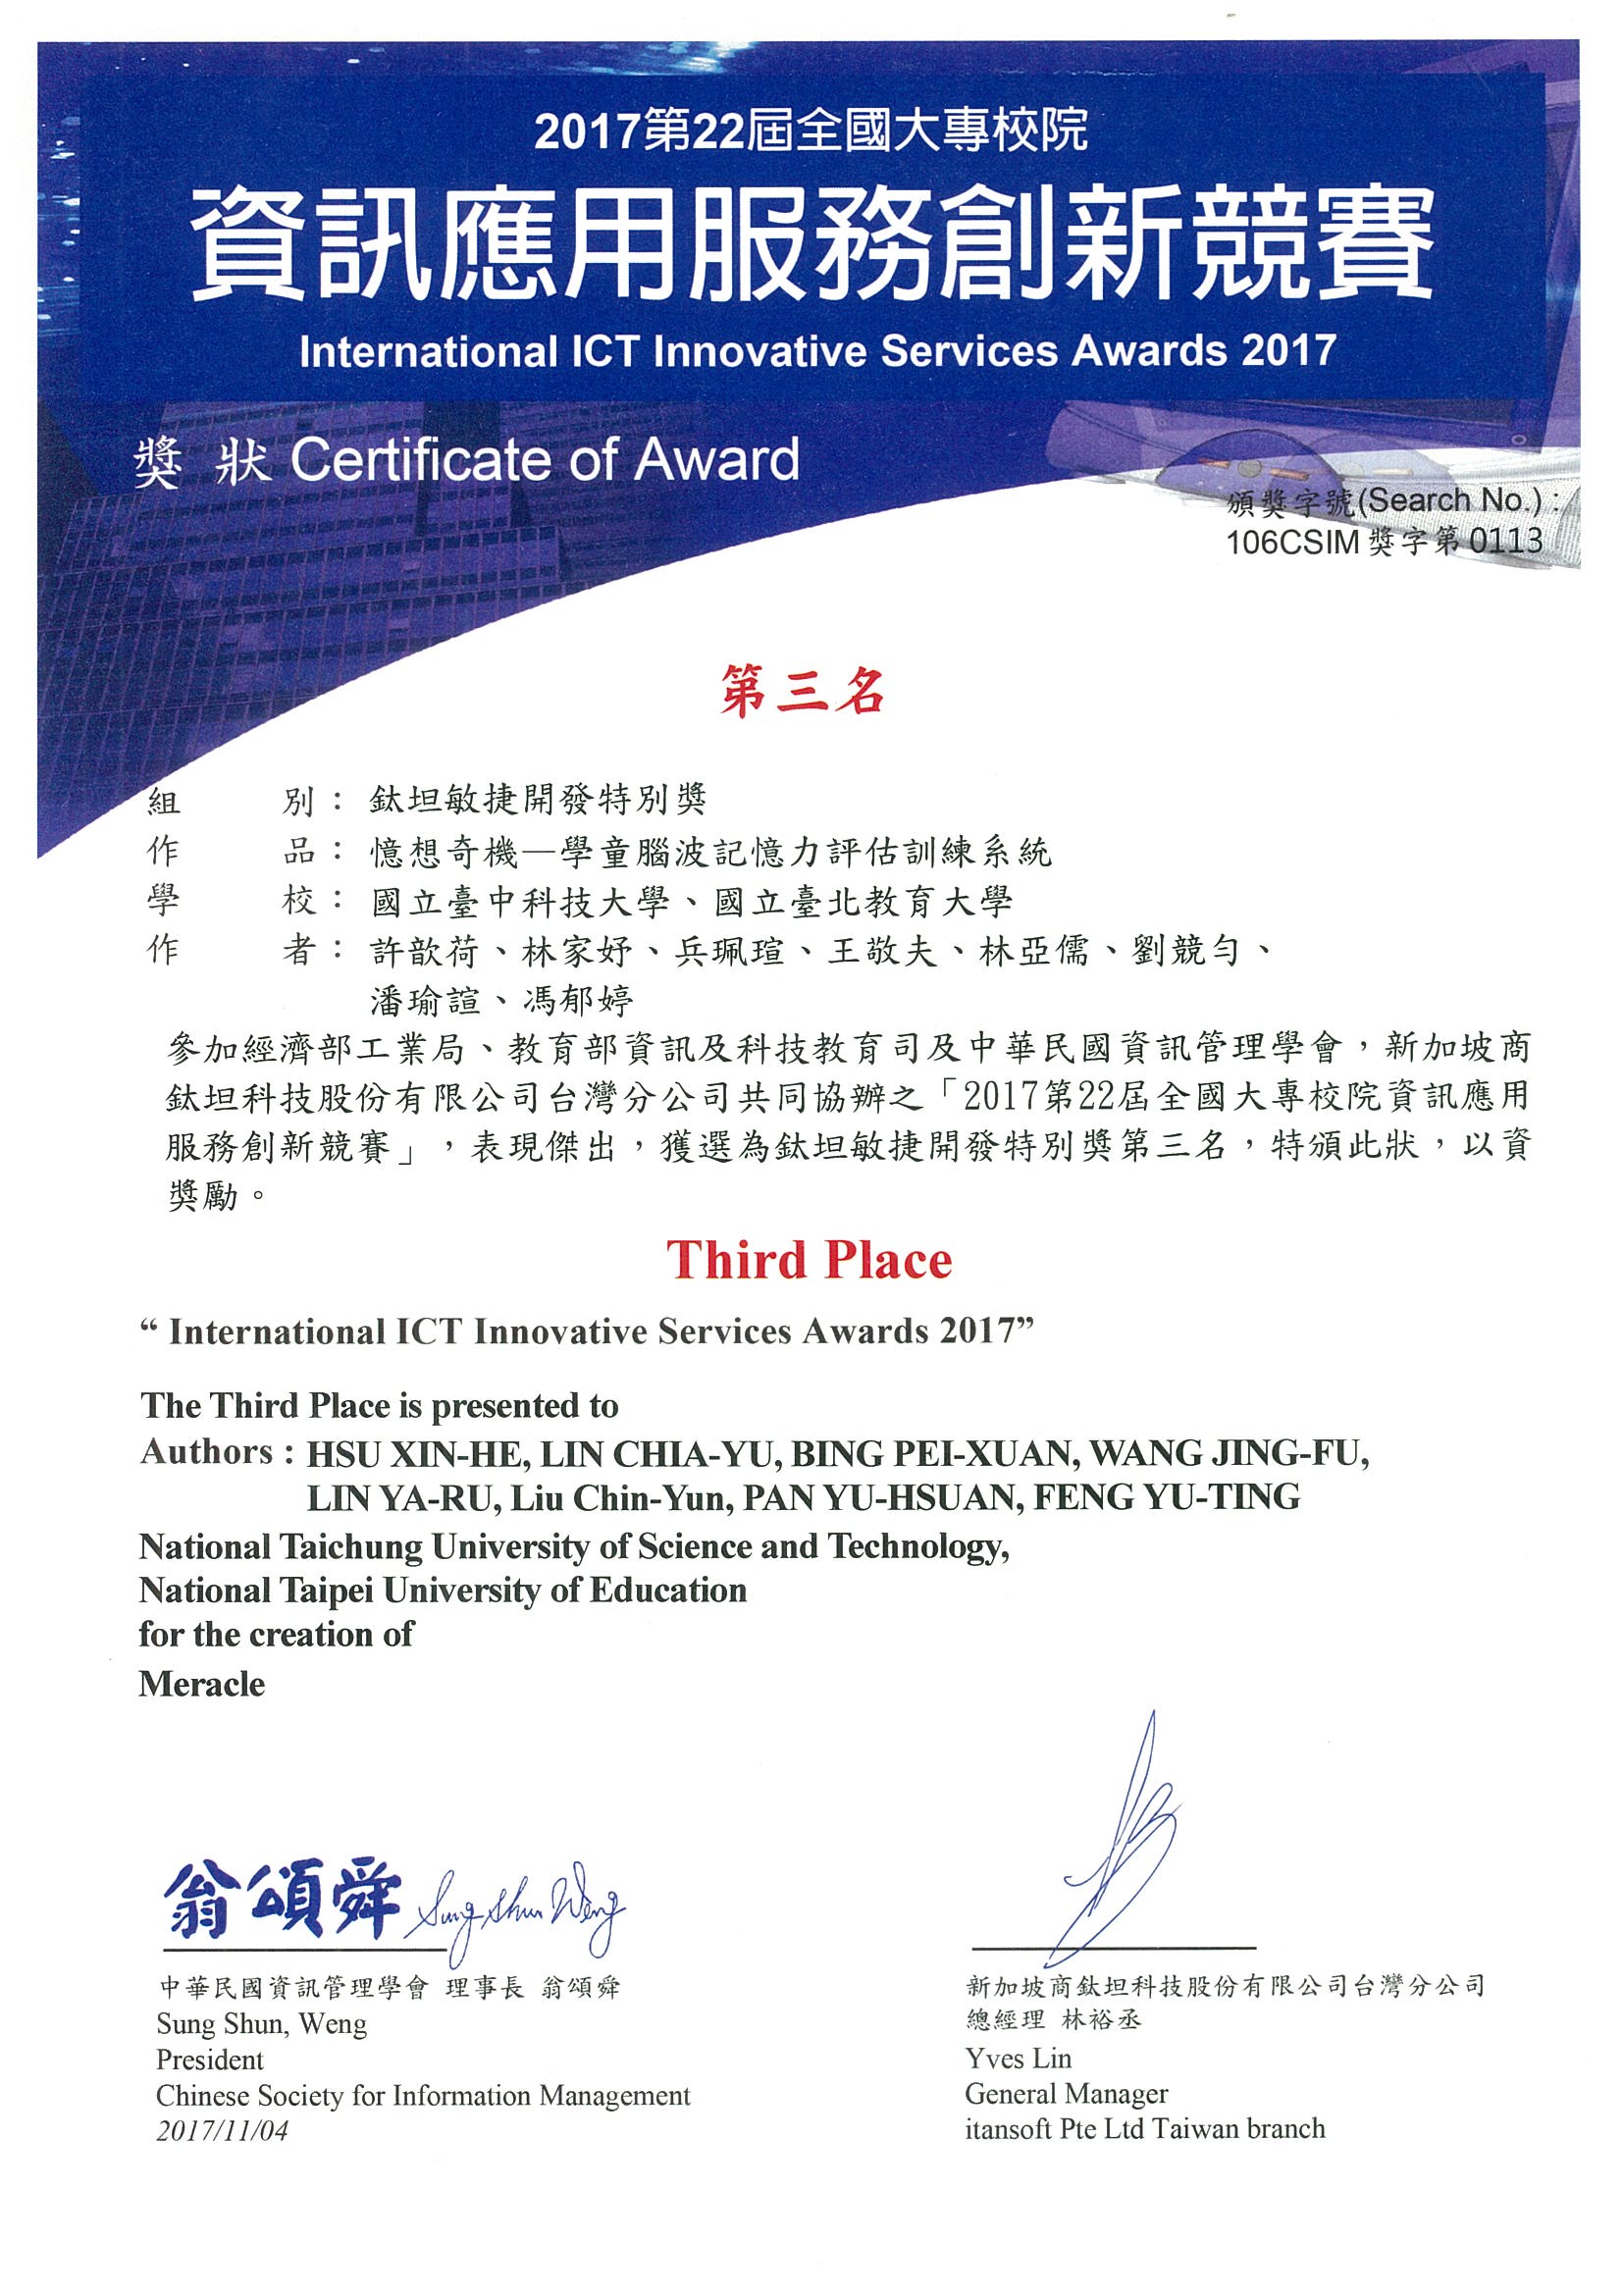 2017第22屆全國大專校院
資訊應用服務創新競賽
International ICT Innovative Services Awards 2017
獎 狀 Certificate of Award
頒獎字號(Search No.) :
106CSIM 獎字第 0113
第三名
組 別： 鈦坦敏捷開發特別獎
作 品： 憶想奇機—學童腦波記憶力評估訓練系統
學 校： 國立臺中科技大學、國立臺北教育大學
作 者： 許歆荷、林家妤、兵珮瑄、王敬夫、林亞儒、劉競勻、
潘瑜諠、馮郁婷
參加經濟部工業局、教育部資訊及科技教育司及中華民國資訊管理學會，新加坡商
鈦坦科技股份有限公司台灣分公司共同協辦之「2017第22屆全國大專校院資訊應用
服務創新競賽」，表現傑出，獲選為鈦坦敏捷開發特別獎第三名，特頒此狀，以資
獎勵。
Third Place
“ International ICT Innovative Services Awards 2017”
The Third Place is presented to
Authors : HSU XIN-HE, LIN CHIA-YU, BING PEI-XUAN, WANG JING-FU,
LIN YA-RU, Liu Chin-Yun, PAN YU-HSUAN, FENG YU-TING
National Taichung University of Science and Technology,
National Taipei University of Education
for the creation of
Meracle
翁頌舜 Sung Shun Weng
中華民國資訊管理學會 理事長 翁頌舜
Sung Shun, Weng
President
Chinese Society for Information Management
2017/11/04
新加坡商鈦坦科技股份有限公司台灣分公司
總經理 林裕丞
Yves Lin
General Manager
itansoft Pte Ltd Taiwan branch